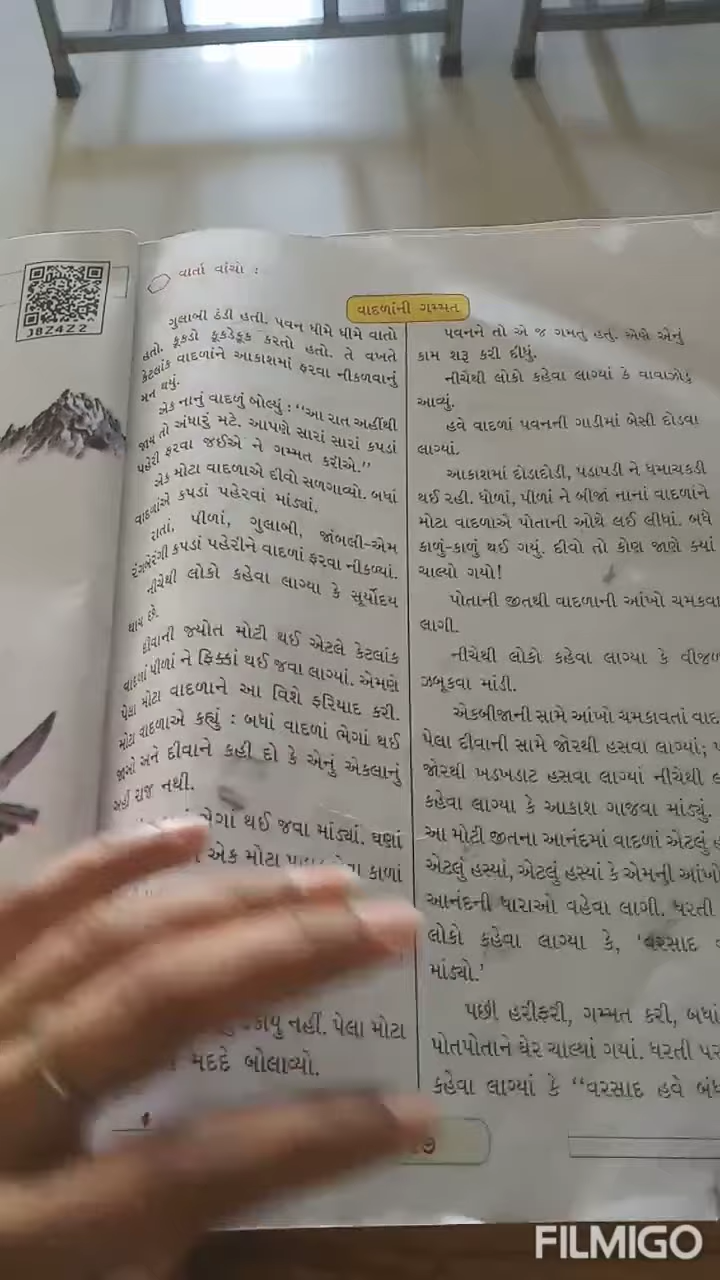 J8Z4Z2
વાર્તા વાંચો :
વાદળાંની ગમ્મત
ગુલાબી ઠંડી હતી. પવન ધીમે ધીમે વાતો
હતો. કૂકડો કૂકડેકૂક કરતો હતો. તે વખતે
કેટલાંક વાદળાંને આકાશમાં ફરવા નીકળવાનું
મન થયું.
એક નાનું વાદળું બોલ્યું : “આ રાત અહીંથી
જાય તો અંધારું મટે. આપણે સારાં સારાં કપડાં
પહેરી ફરવા જઈએ ને ગમ્મત કરીએ.”
એક મોટા વાદળાએ દીવો સળગાવ્યો. બધાં
વાદળાંએ કપડાં પહેરવાં માંડ્યાં.
રાતાં, પીળાં, ગુલાબી, જાંબલી-એમ
રંગબેરંગી કપડાં પહેરીને વાદળાં ફરવા નીકળ્યાં.
નીચેથી લોકો કહેવા લાગ્યા કે સૂર્યોદય
થાય છે.
દીવાની જ્યોત મોટી થઈ એટલે કેટલાંક
વાદળાં પીળાં ને ફિક્કાં થઈ જવા લાગ્યાં. એમણે
પેલા મોટા વાદળાને આ વિશે ફરિયાદ કરી.
મોટા વાદળાએ કહ્યું : બધાં વાદળાં ભેગાં થઈ
જાઓ અને દીવાને કહી દો કે એનું એકલાનું
અહીં રાજ નથી.
ભેગાં થઈ જવા માંડ્યાં. ઘણાં
એક મોટા કાળાં
નહીં. પેલા મોટા
મદદે બોલાવ્યો.
પવનને તો એ જ ગમતું હતું. એણે એનું
કામ શરૂ કરી દીધું.
નીચેથી લોકો કહેવા લાગ્યાં કે વાવાઝોડું
આવ્યું.
હવે વાદળાં પવનની ગાડીમાં બેસી દોડવા
લાગ્યાં.
આકાશમાં દોડાદોડી, પડાપડી ને ધમાચકડી
થઈ રહી. ધોળાં, પીળાં ને બીજાં નાનાં વાદળાંને
મોટા વાદળાએ પોતાની ઓથે લઈ લીધાં. બધે
કાળું-કાળું થઈ ગયું. દીવો તો કોણ જાણે ક્યાં
ચાલ્યો ગયો!
પોતાની જીતથી વાદળાની આંખો ચમકવા
લાગી.
નીચેથી લોકો કહેવા લાગ્યા કે વીજળી
ઝબૂકવા માંડી.
એકબીજાની સામે આંખો ચમકાવતાં
પેલા દીવાની સામે જોરથી હસવા લાગ્યાં;
જોરથી ખડખડાટ હસવા લાગ્યાં નીચેથી
કહેવા લાગ્યા કે આકાશ ગાજવા માંડ્યું.
આ મોટી જીતના આનંદમાં વાદળાં એટલું
એટલું હસ્યાં, એટલું હસ્યાં કે એમની આંખો
આનંદની ધારાઓ વહેવા લાગી. ધરતી
લોકો કહેવા લાગ્યા કે, ‘વરસાદ
માંડ્યો.’
પછી હરીફરી, ગમ્મત કરી, બધાં
પોતપોતાને ઘેર ચાલ્યાં ગયાં. ધરતી
કહેવા લાગ્યાં કે “વરસાદ હવે
FILMIGO